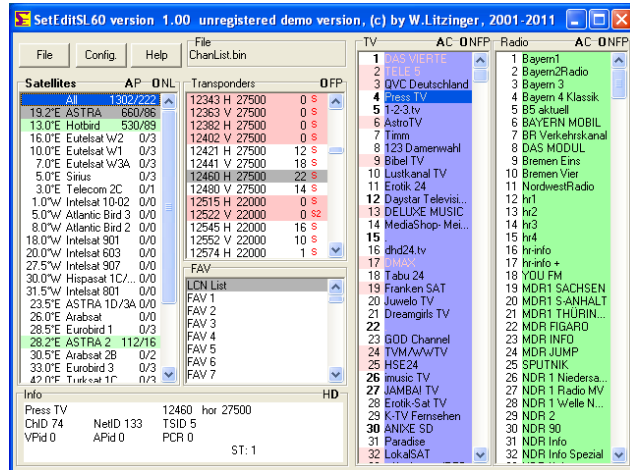 SetEditSL60 version 1.00 unregistered demo version, (c) by W.Litzinger, 2001-2011
File Config. Help
File
ChanList.bin
Satellites AP ONL
All 1302/222
19.2°E ASTRA 660/86
13.0°E Hotbird 530/89
16.0°E Eutelsat W2 0/3
10.0°E Eutelsat W1 0/3
7.0°E Eutelsat W3A 0/3
5.0°E Sirius 0/3
3.0°E Telecom 2C 0/1
1.0°W Intelsat 10-02 0/0
5.0°W Atlantic Bird 3 0/0
8.0°W Atlantic Bird 2 0/0
18.0°W Intelsat 901 0/0
20.0°W Intelsat 603 0/0
27.5°W Intelsat 907 0/0
30.0°W Hispasat 1C/... 0/0
31.5°W Intelsat 801 0/0
23.5°E ASTRA 1D/3A 0/0
26.0°E Arabsat 0/0
28.5°E Eurobird 1 0/3
28.2°E ASTRA 2 112/16
30.5°E Arabsat 2B 0/2
33.0°E Eurobird 3 0/3
42.0°E Turksat 1C 0/3
Transponders OFP
12343 H 27500 0 S
12363 V 27500 0 S
12382 H 27500 0 S
12402 V 27500 0 S
12421 H 27500 12 S
12441 V 27500 18 S
12460 H 27500 22 S
12480 V 27500 14 S
12515 H 22000 0 S
12522 V 22000 0 S2
12545 H 22000 16 S
12552 V 22000 10 S
12574 H 22000 1 S
FAV
LCN List
FAV 1
FAV 2
FAV 3
FAV 4
FAV 5
FAV 6
FAV 7
Info HD
Press TV 12460 hor 27500
ChID 74 NetID 133 TSID 5
VPid 0 APid 0 PCR 0
ST: 1
TV AC ONFP
1 DAS VIERTE
2 TELE 5
3 QVC Deutschland
4 Press TV
5 1-2-3.tv
6 AstroTV
7 Timm
8 123 Damenwahl
9 Bibel TV
10 Lustkanal TV
11 Erotik 24
12 Daystar Televisi...
13 DELUXE MUSIC
14 MediaShop- Mei...
15 .
16 dhd24.tv
17 DMAX
18 Tabu 24
19 Franken SAT
20 Juwelo TV
21 Dreamgirls TV
22
23 GOD Channel
24 TVM/WWTV
25 HSE24
26 imusic TV
27 JAMBA! TV
28 Erotik-Sat TV
29 K-TV Fernsehen
30 ANIXE SD
31 Paradise
32 LokalSAT
Radio AC ONFP
1 Bayern1
2 Bayern2Radio
3 Bayern 3
4 Bayern 4 Klassik
5 B5 aktuell
6 BAYERN MOBIL
7 BR Verkehrskanal
8 DAS MODUL
9 Bremen Eins
10 Bremen Vier
11 NordwestRadio
12 hr1
13 hr2
14 hr3
15 hr4
16 hr-info
17 hr-info +
18 YOU FM
19 MDR1 SACHSEN
20 MDR1 S-ANHALT
21 MDR1 THÜRIN...
22 MDR FIGARO
23 MDR INFO
24 MDR JUMP
25 SPUTNIK
26 NDR 1 Niedersa...
27 NDR 1 Radio MV
28 NDR 1 Welle N...
29 NDR 2
30 NDR 90
31 NDR Info
32 NDR Info Spezial